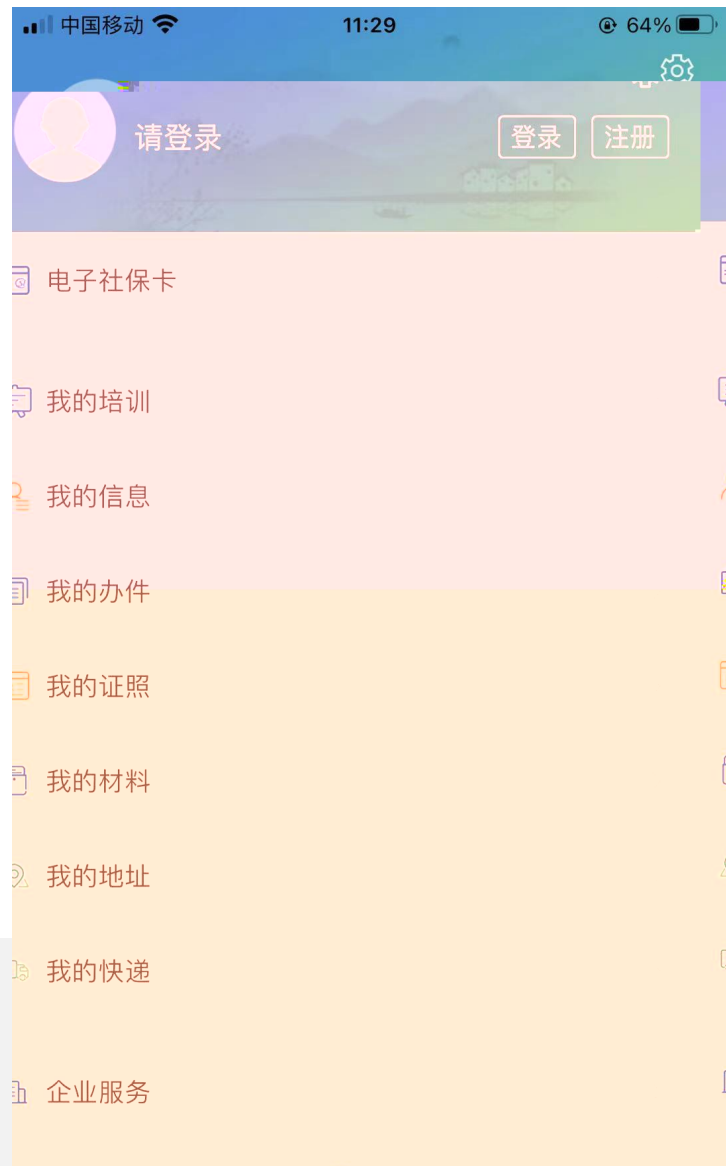 中国移动 11:29 64%
请登录 登录 注册
电子社保卡
我的培训
我的信息
我的办件
我的证照
我的材料
我的地址
我的快递
企业服务